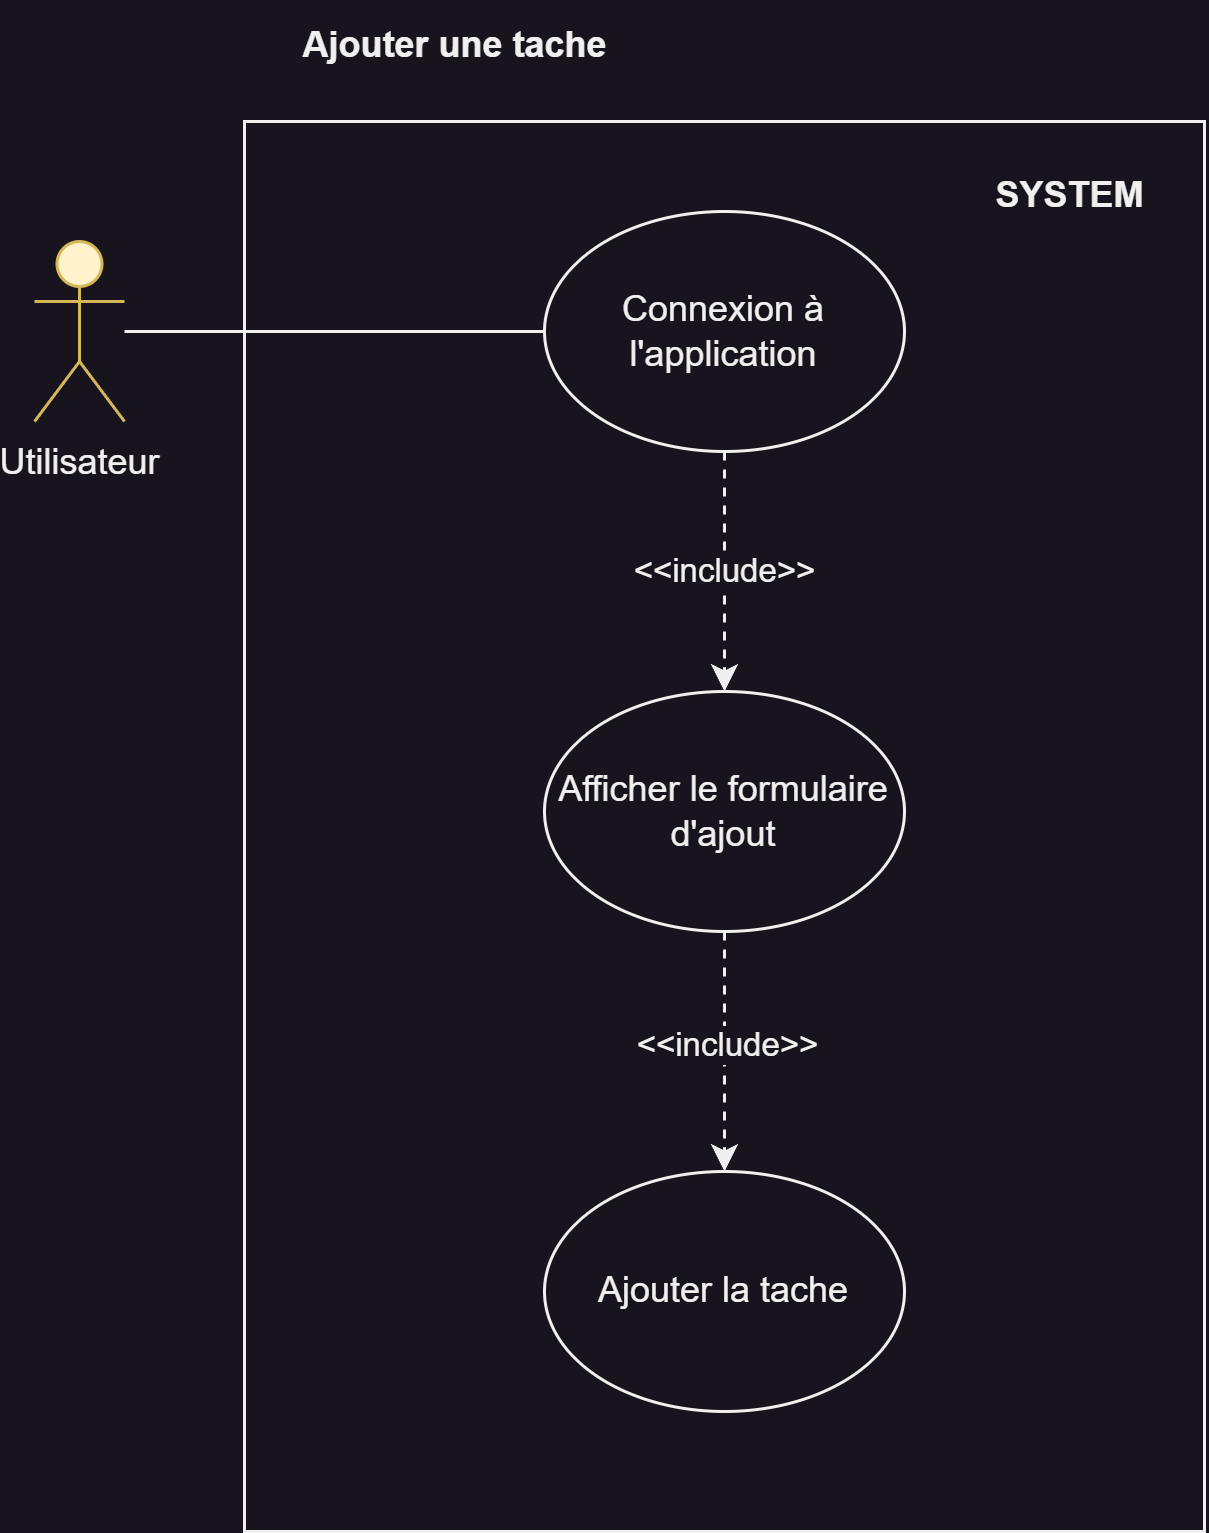 Ajouter une tache
SYSTEM
Connexion à
l'application
Utilisateur
<<include>>
Afficher le formulaire
d'ajout
<<include>>
Ajouter la tache